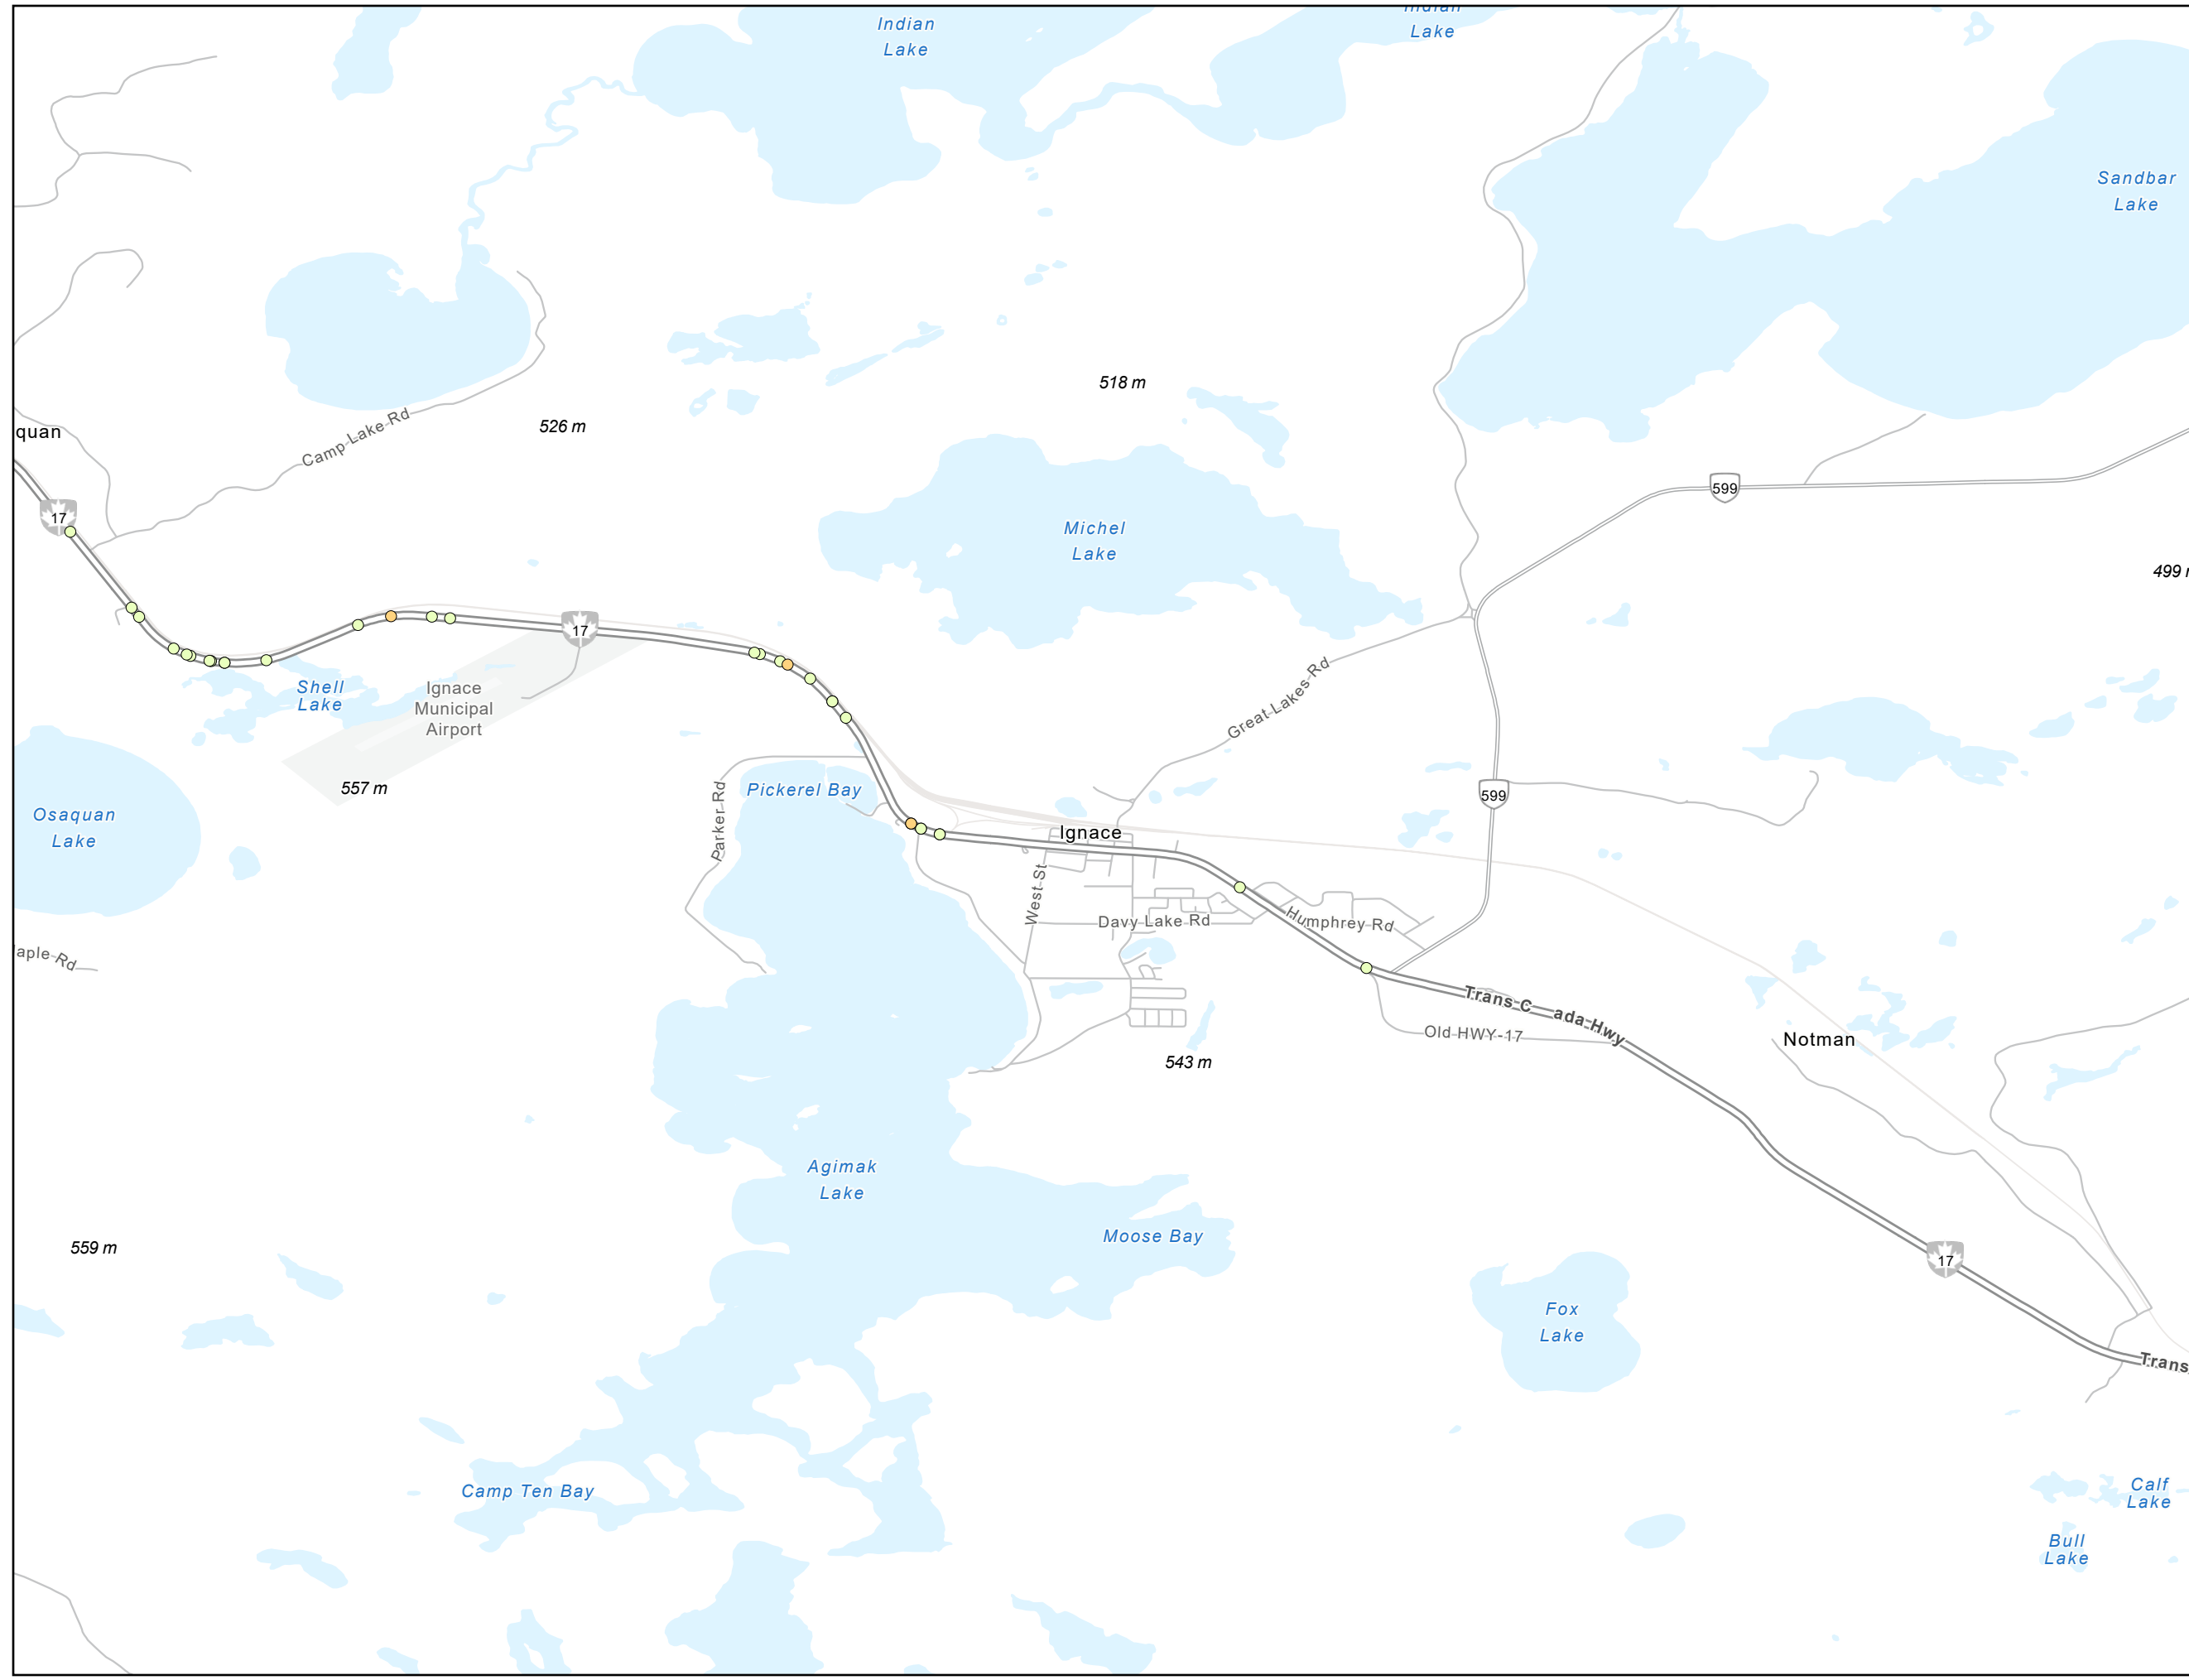 Indian
Lake
Indian
Lake
Sandbar
Lake
518 m
526 m
Camp Lake Rd
quan
17
599
Michel
Lake
499
17
Shell
Lake
Ignace
Municipal
Airport
Great Lakes Rd
557 m
Pickerel Bay
Parker Rd
599
Osaquan
Lake
Ignace
West St
Davy Lake Rd
Humphrey Rd
aple Rd
Trans C ada Hwy
Old HWY-17
Notman
543 m
Agimak
Lake
Moose Bay
559 m
17
Fox
Lake
Trans
Camp Ten Bay
Calf
Lake
Bull
Lake